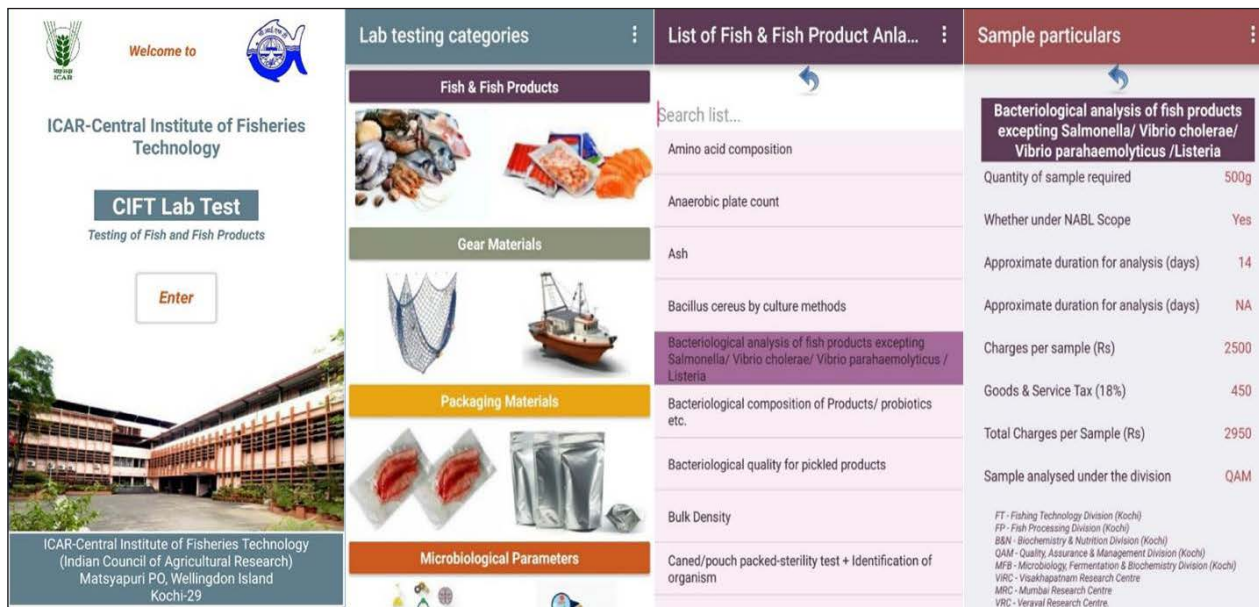 Welcome to
ICAR
ICAR-Central Institute of Fisheries
Technology
CIFT Lab Test
Testing of Fish and Fish Products
Enter
ICAR-Central Institute of Fisheries Technology
(Indian Council of Agricultural Research)
Matsyapuri PO, Wellingdon Island
Kochi-29
Lab testing categories
Fish & Fish Products
Gear Materials
Packaging Materials
Microbiological Parameters
List of Fish & Fish Product Anla...
Search list...
Amino acid composition
Anaerobic plate count
Ash
Bacillus cereus by culture methods
Bacteriological analysis of fish products excepting
Salmonella/ Vibrio cholerae/ Vibrio parahaemolyticus /
Listeria
Bacteriological composition of Products/ probiotics
etc.
Bacteriological quality for pickled products
Bulk Density
Caned/pouch packed-sterility test + Identification of
organism
Sample particulars
Bacteriological analysis of fish products
excepting Salmonella/ Vibrio cholerae/
Vibrio parahaemolyticus /Listeria
Quantity of sample required 500g
Whether under NABL Scope Yes
Approximate duration for analysis (days) 14
Approximate duration for analysis (days) NA
Charges per sample (Rs) 2500
Goods & Service Tax (18%) 450
Total Charges per Sample (Rs) 2950
Sample analysed under the division QAM
FT - Fishing Technology Division (Kochi)
FP - Fish Processing Division (Kochi)
B&N - Biochemistry & Nutrition Division (Kochi)
QAM - Quality, Assurance & Management Division (Kochi)
MFB - Microbiology, Fermentation & Biochemistry Division (Kochi)
VIRC - Visakhapatnam Research Centre
MRC - Mumbai Research Centre
VRC - Veraval Research Centre